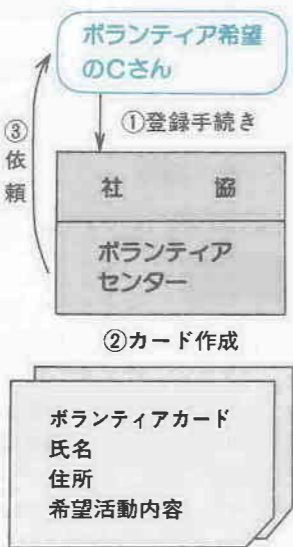 ボランティア希望
のCさん
①登録手続き
③依頼
社 協
ボランティア
センター
②カード作成
ボランティアカード
氏名
住所
希望活動内容